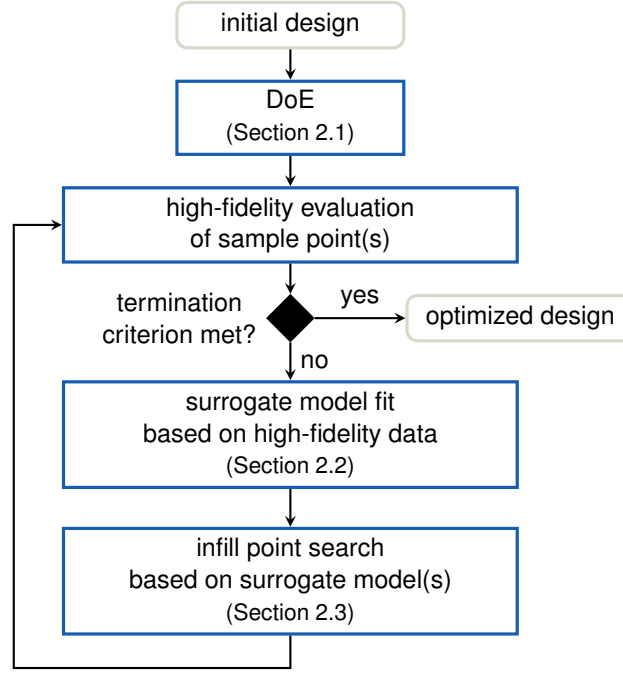 initial design
DoE
(Section 2.1)
high-fidelity evaluation
of sample point(s)
termination
criterion met?
yes
optimized design
no
surrogate model fit
based on high-fidelity data
(Section 2.2)
infill point search
based on surrogate model(s)
(Section 2.3)